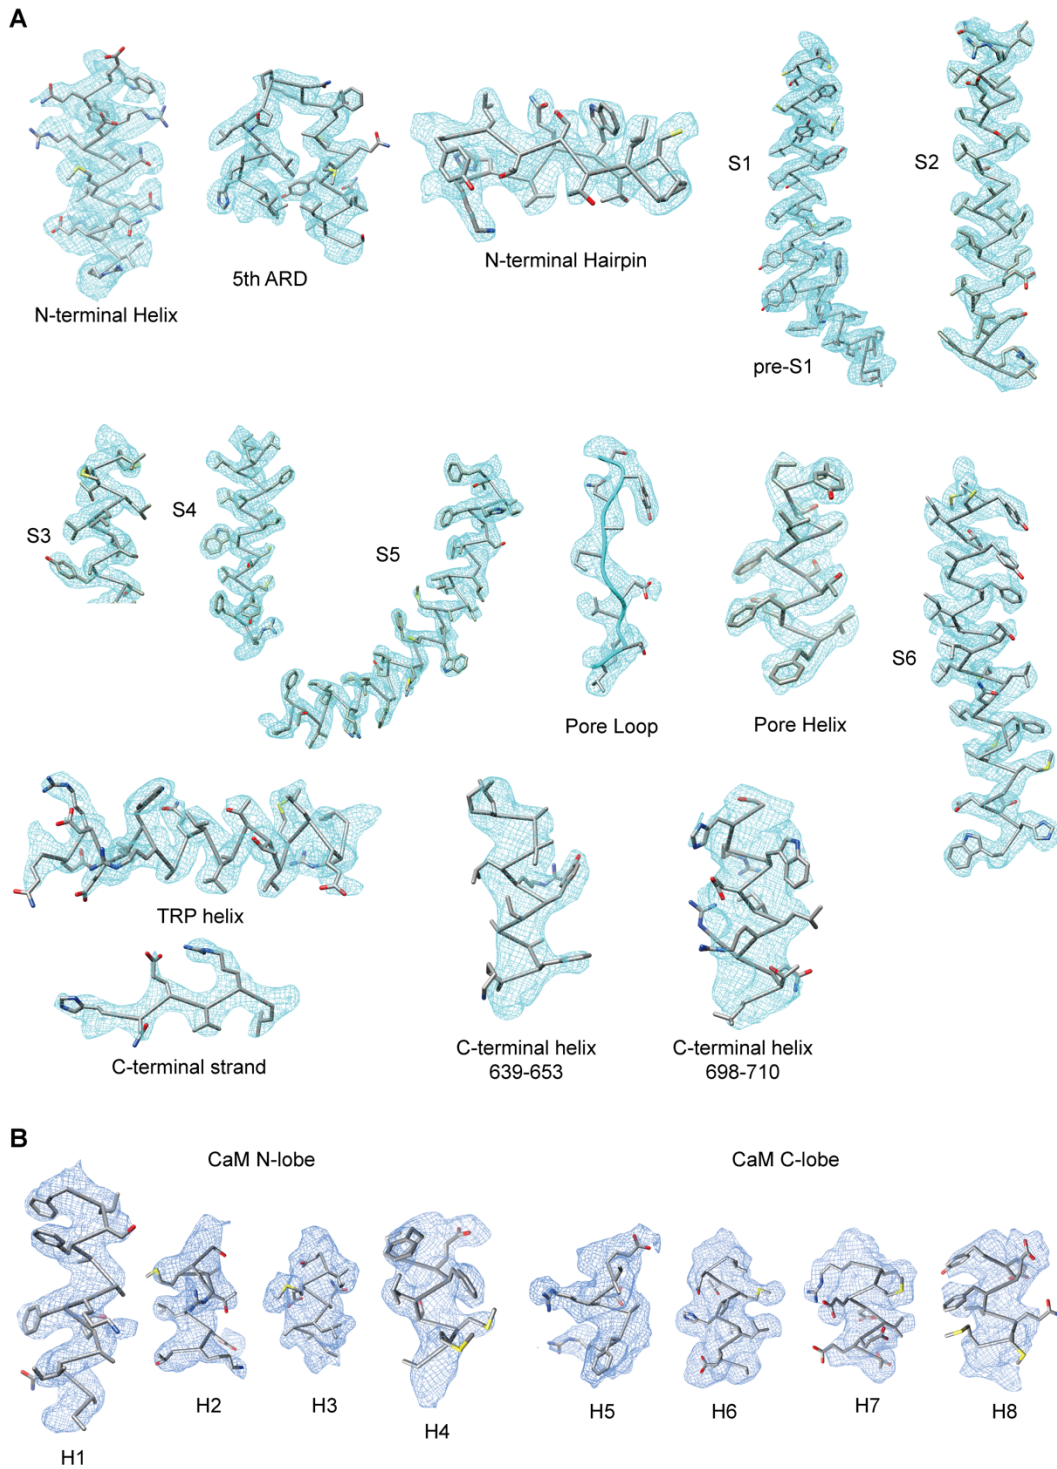 A
N-terminal Helix
5th ARD
N-terminal Hairpin
S1
pre-S1
S2
S3
S4
S5
Pore Loop
Pore Helix
S6
TRP helix
C-terminal strand
C-terminal helix
639-653
C-terminal helix
698-710
B
CaM N-lobe
CaM C-lobe
H1
H2
H3
H4
H5
H6
H7
H8